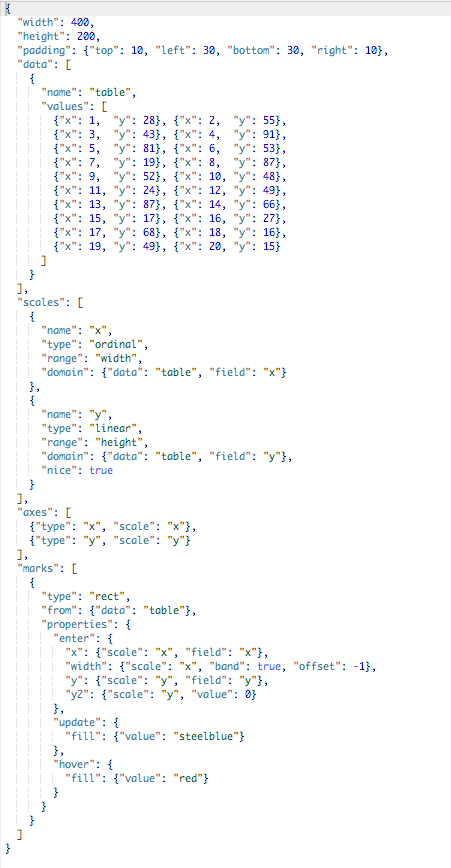 {
  "width": 400,
  "height": 200,
  "padding": {"top": 10, "left": 30, "bottom": 30, "right": 10},
  "data": [
    {
      "name": "table",
      "values": [
        {"x": 1,  "y": 28}, {"x": 2,  "y": 55},
        {"x": 3,  "y": 43}, {"x": 4,  "y": 91},
        {"x": 5,  "y": 81}, {"x": 6,  "y": 53},
        {"x": 7,  "y": 19}, {"x": 8,  "y": 87},
        {"x": 9,  "y": 52}, {"x": 10, "y": 48},
        {"x": 11, "y": 24}, {"x": 12, "y": 49},
        {"x": 13, "y": 87}, {"x": 14, "y": 66},
        {"x": 15, "y": 17}, {"x": 16, "y": 27},
        {"x": 17, "y": 68}, {"x": 18, "y": 16},
        {"x": 19, "y": 49}, {"x": 20, "y": 15}
      ]
    }
  ],
  "scales": [
    {
      "name": "x",
      "type": "ordinal",
      "range": "width",
      "domain": {"data": "table", "field": "x"}
    },
    {
      "name": "y",
      "type": "linear",
      "range": "height",
      "domain": {"data": "table", "field": "y"},
      "nice": true
    }
  ],
  "axes": [
    {"type": "x", "scale": "x"},
    {"type": "y", "scale": "y"}
  ],
  "marks": [
    {
      "type": "rect",
      "from": {"data": "table"},
      "properties": {
        "enter": {
          "x": {"scale": "x", "field": "x"},
          "width": {"scale": "x", "band": true, "offset": -1},
          "y": {"scale": "y", "field": "y"},
          "y2": {"scale": "y", "value": 0}
        },
        "update": {
          "fill": {"value": "steelblue"}
        },
        "hover": {
          "fill": {"value": "red"}
        }
      }
    }
  ]
}